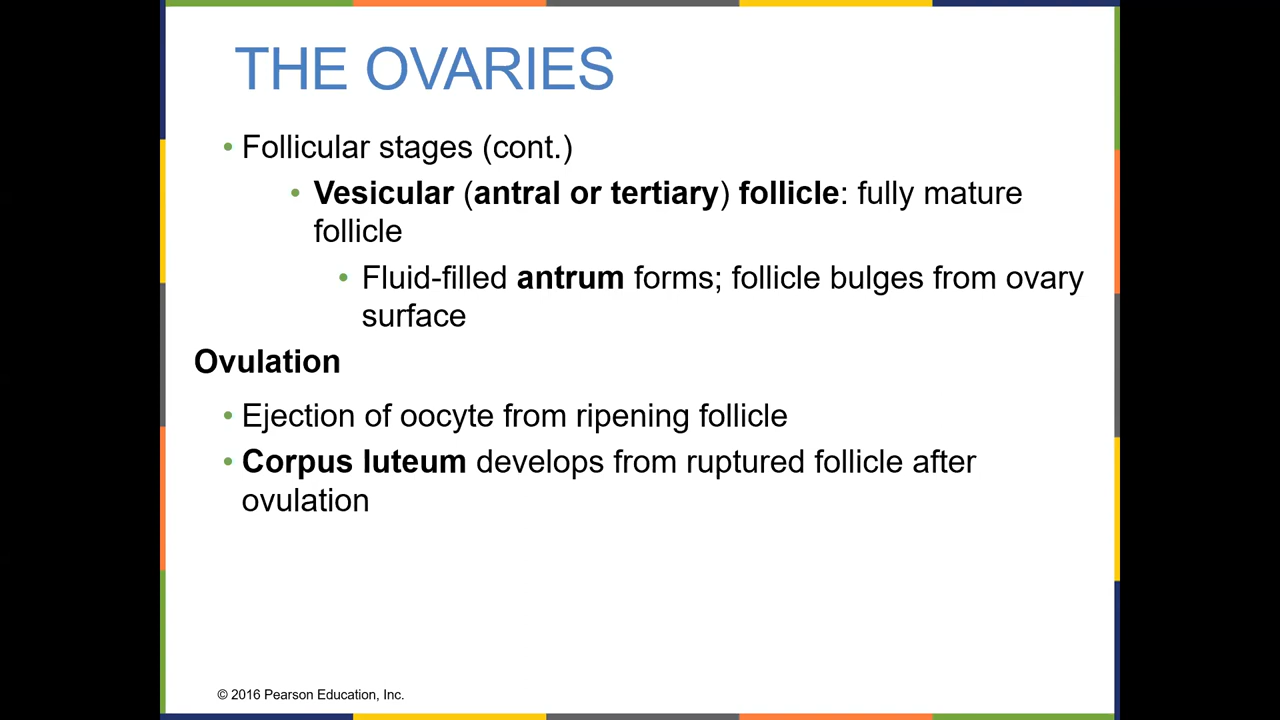 THE OVARIES
• Follicular stages (cont.)
• Vesicular (antral or tertiary) follicle: fully mature
follicle
• Fluid-filled antrum forms; follicle bulges from ovary
surface
Ovulation
• Ejection of oocyte from ripening follicle
• Corpus luteum develops from ruptured follicle after
ovulation
© 2016 Pearson Education, Inc.